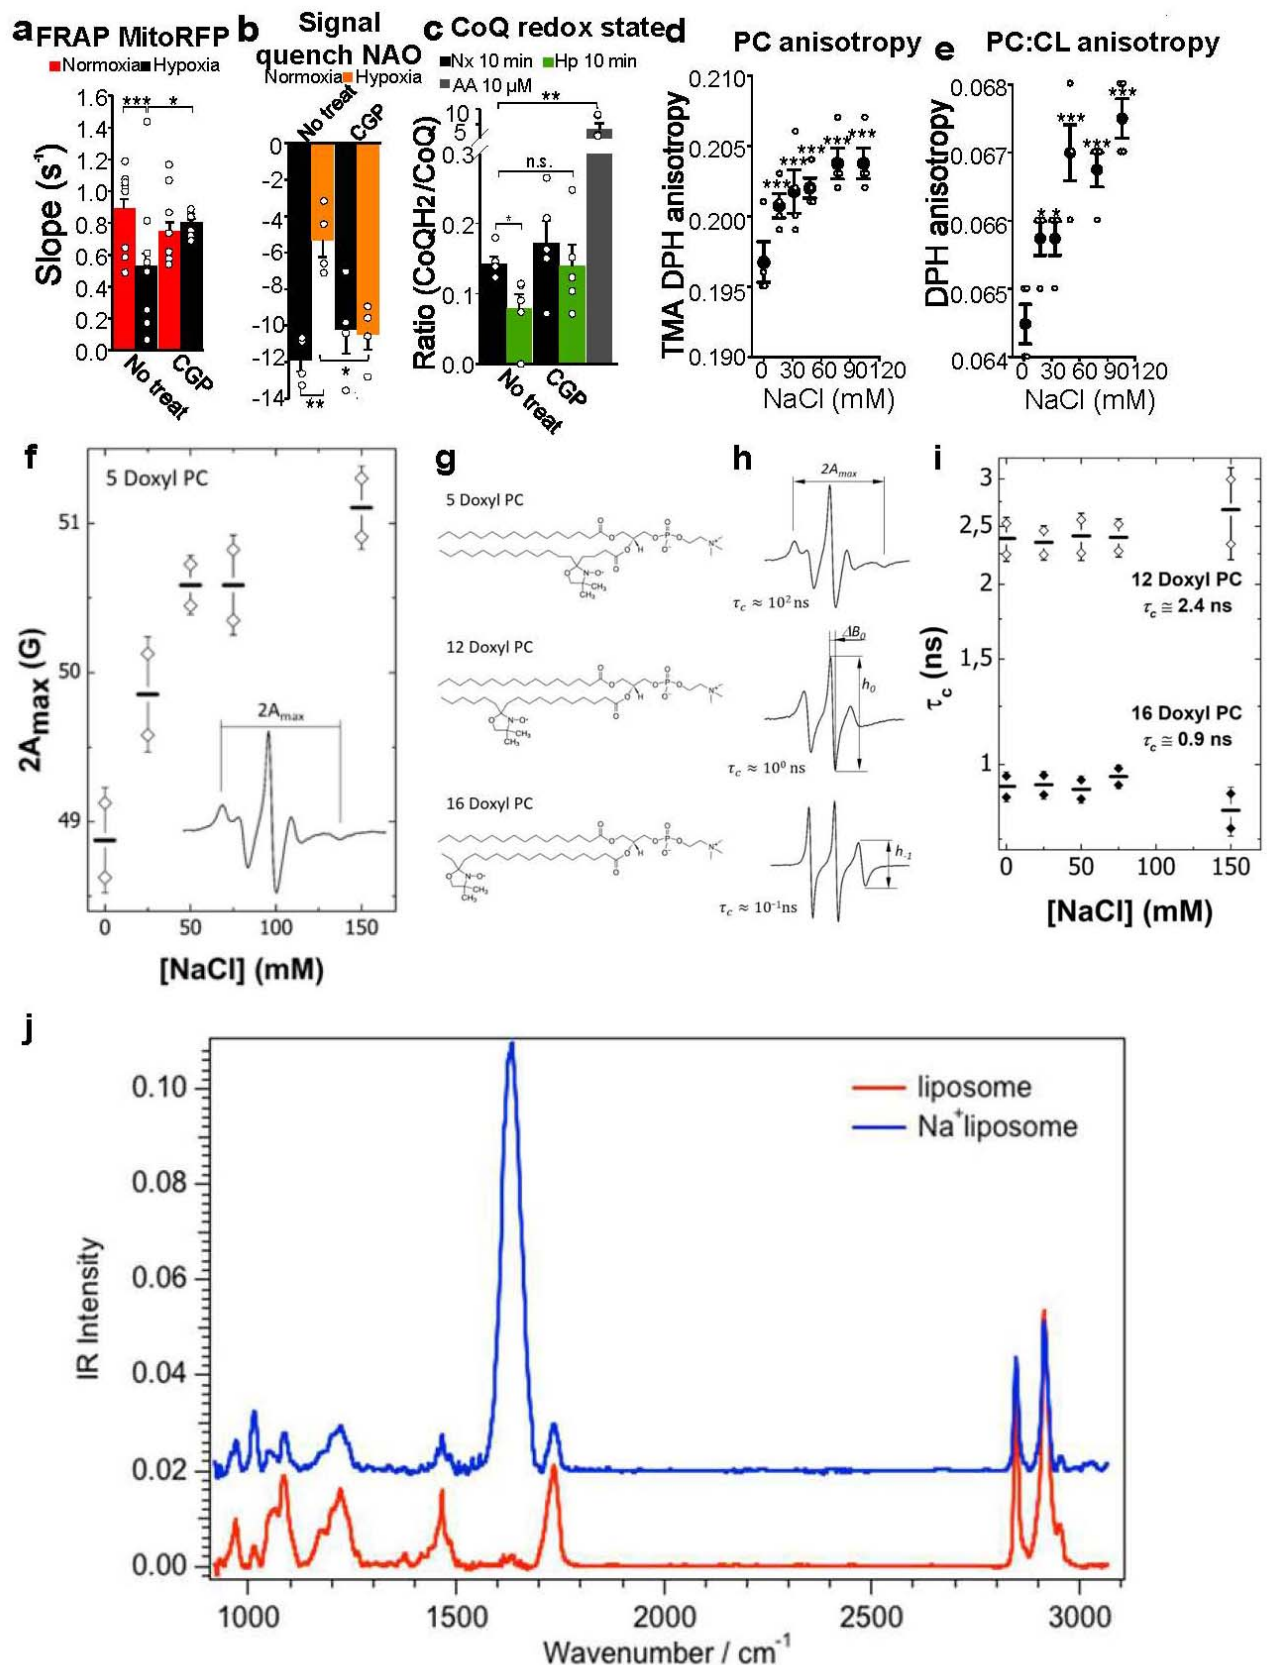 a FRAP MitoRFP
Normoxia Hypoxia
*** *
1.6
1.4
1.2
1.0
0.8
0.6
0.4
0.2
0.0
Slope (s⁻¹)
No treat CGP
b Signal
quench NAO
Normoxia Hypoxia
No treat CGP
0
-2
-4
-6
-8
-10
-12
-14
*
**
c CoQ redox state
Nx 10 min Hp 10 min
AA 10 µM
**
10
5
0.3
0.2
0.1
0.0
n.s.
*
Ratio (CoQH2/CoQ)
No treat CGP
d PC anisotropy
0.210
0.205
0.200
0.195
0.190
TMA DPH anisotropy
*** *** *** *** ***
0 30 60 90 120
NaCl (mM)
e PC:CL anisotropy
0.068
0.067
0.066
0.065
0.064
DPH anisotropy
* * *** *** ***
0 30 60 90 120
NaCl (mM)
f
5 Doxyl PC
51
50
49
2Amax (G)
2Amax
0 50 100 150
[NaCl] (mM)
g
5 Doxyl PC
O O O P O N⁺
O⁻
O H
O
O N–O•
CH₃
CH₃
12 Doxyl PC
O O O P O N⁺
O⁻
O H
O
O N–O•
CH₃
CH₃
16 Doxyl PC
O O O P O N⁺
O⁻
O H
O
O N–O•
CH₃
CH₃
h
2Amax
τc ≈ 10² ns
ΔB₀
h₀
τc ≈ 10⁰ ns
h₋₁
τc ≈ 10⁻¹ns
i
3
2,5
2
1,5
1
τc (ns)
12 Doxyl PC
τc ≅ 2.4 ns
16 Doxyl PC
τc ≅ 0.9 ns
0 50 100 150
[NaCl] (mM)
j
liposome
Na⁺liposome
0.10
0.08
0.06
0.04
0.02
0.00
IR Intensity
1000 1500 2000 2500 3000
Wavenumber / cm⁻¹